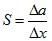 S = Δa / Δx